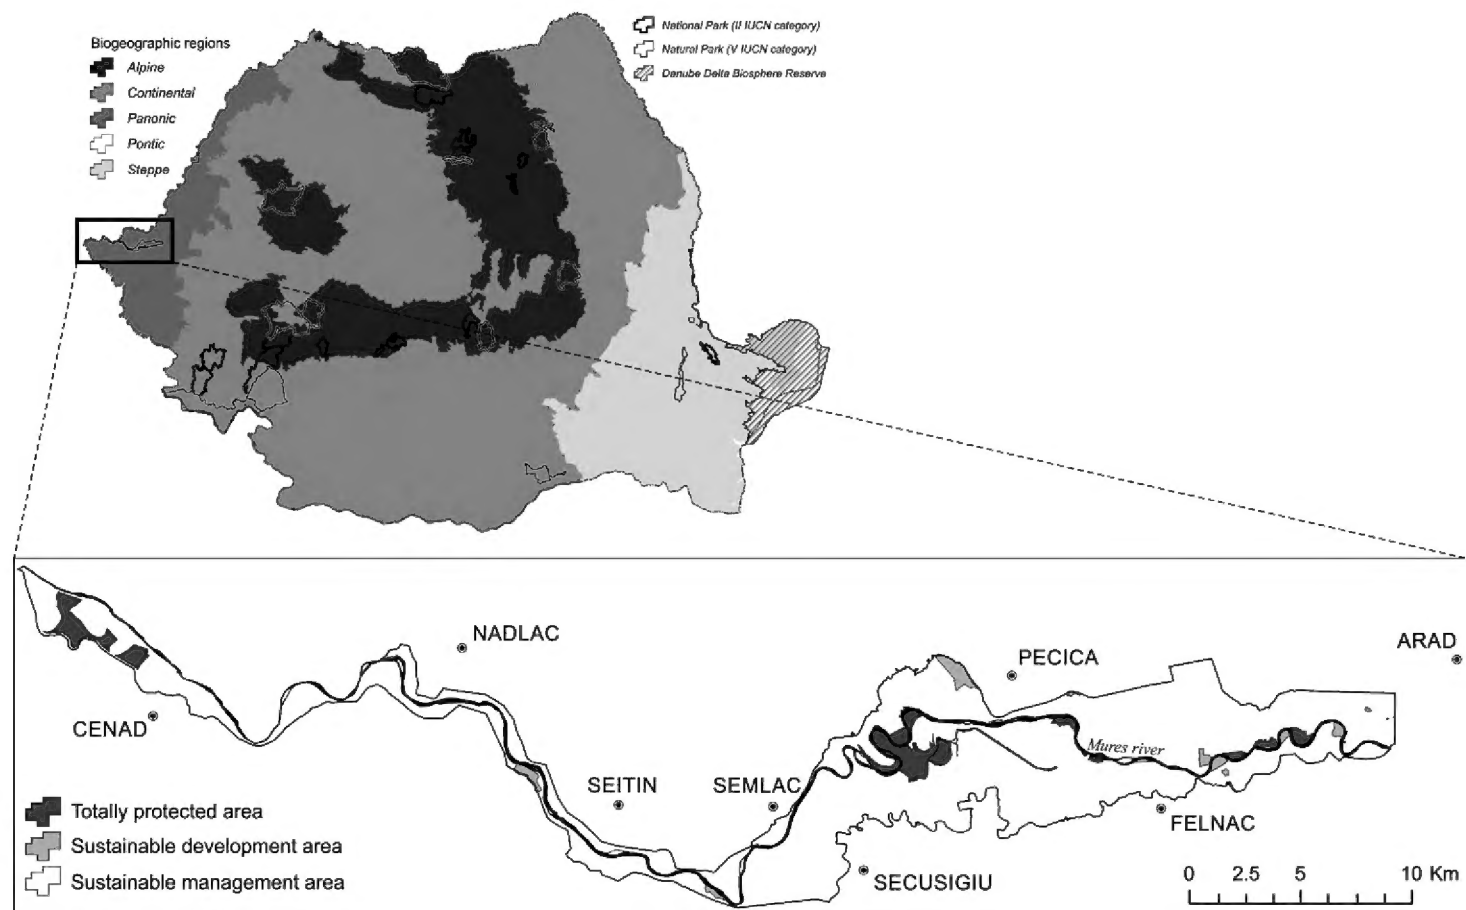 Biogeographic regions
Alpine
Continental
Panonic
Pontic
Steppe
National Park (II IUCN category)
Natural Park (V IUCN category)
Danube Delta Biosphere Reserve
NADLAC
CENAD
SEITIN
SEMLAC
PECICA
ARAD
Mures river
FELNAC
SECUSIGIU
Totally protected area
Sustainable development area
Sustainable management area
0 2.5 5 10 Km